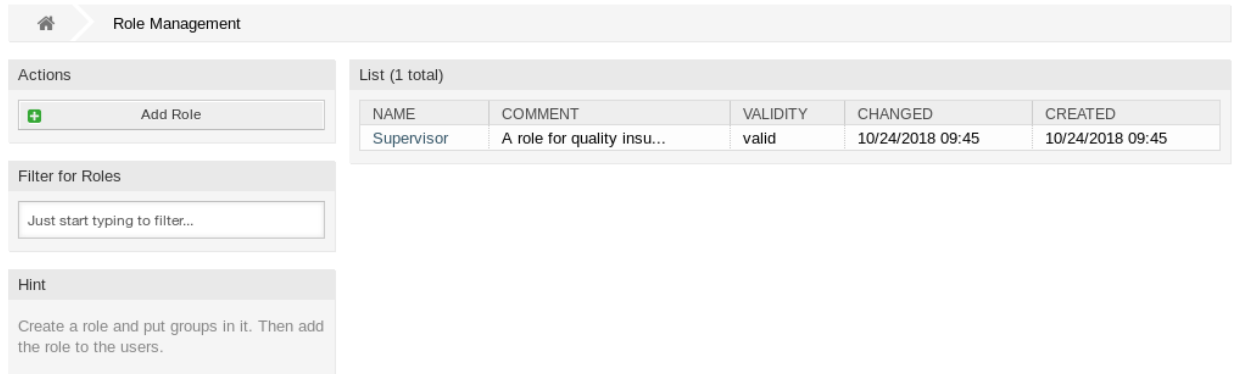 Role Management
Actions
Add Role
Filter for Roles
Just start typing to filter...
Hint
Create a role and put groups in it. Then add
the role to the users.
List (1 total)
NAME COMMENT VALIDITY CHANGED CREATED
Supervisor A role for quality insu... valid 10/24/2018 09:45 10/24/2018 09:45